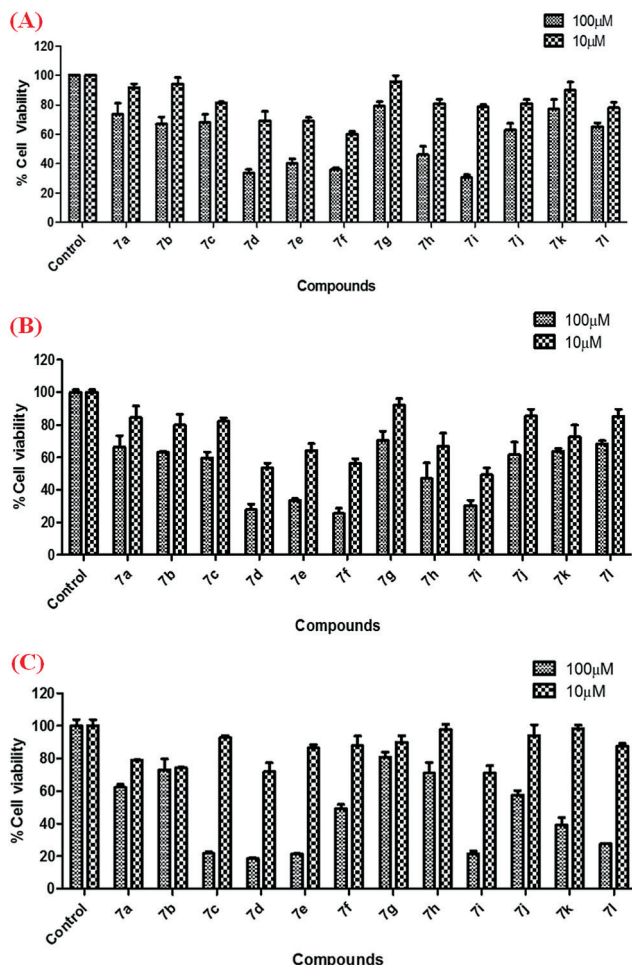 (A)
100μM
10μM
120
100
80
60
40
20
0
% Cell Viability
Control 7a 7b 7c 7d 7e 7f 7g 7h 7i 7j 7k 7l
Compounds
(B)
100μM
10μM
120
100
80
60
40
20
0
% Cell viability
Control 7a 7b 7c 7d 7e 7f 7g 7h 7i 7j 7k 7l
Compounds
(C)
100μM
10μM
120
100
80
60
40
20
0
% Cell viability
Control 7a 7b 7c 7d 7e 7f 7g 7h 7i 7j 7k 7l
Compounds